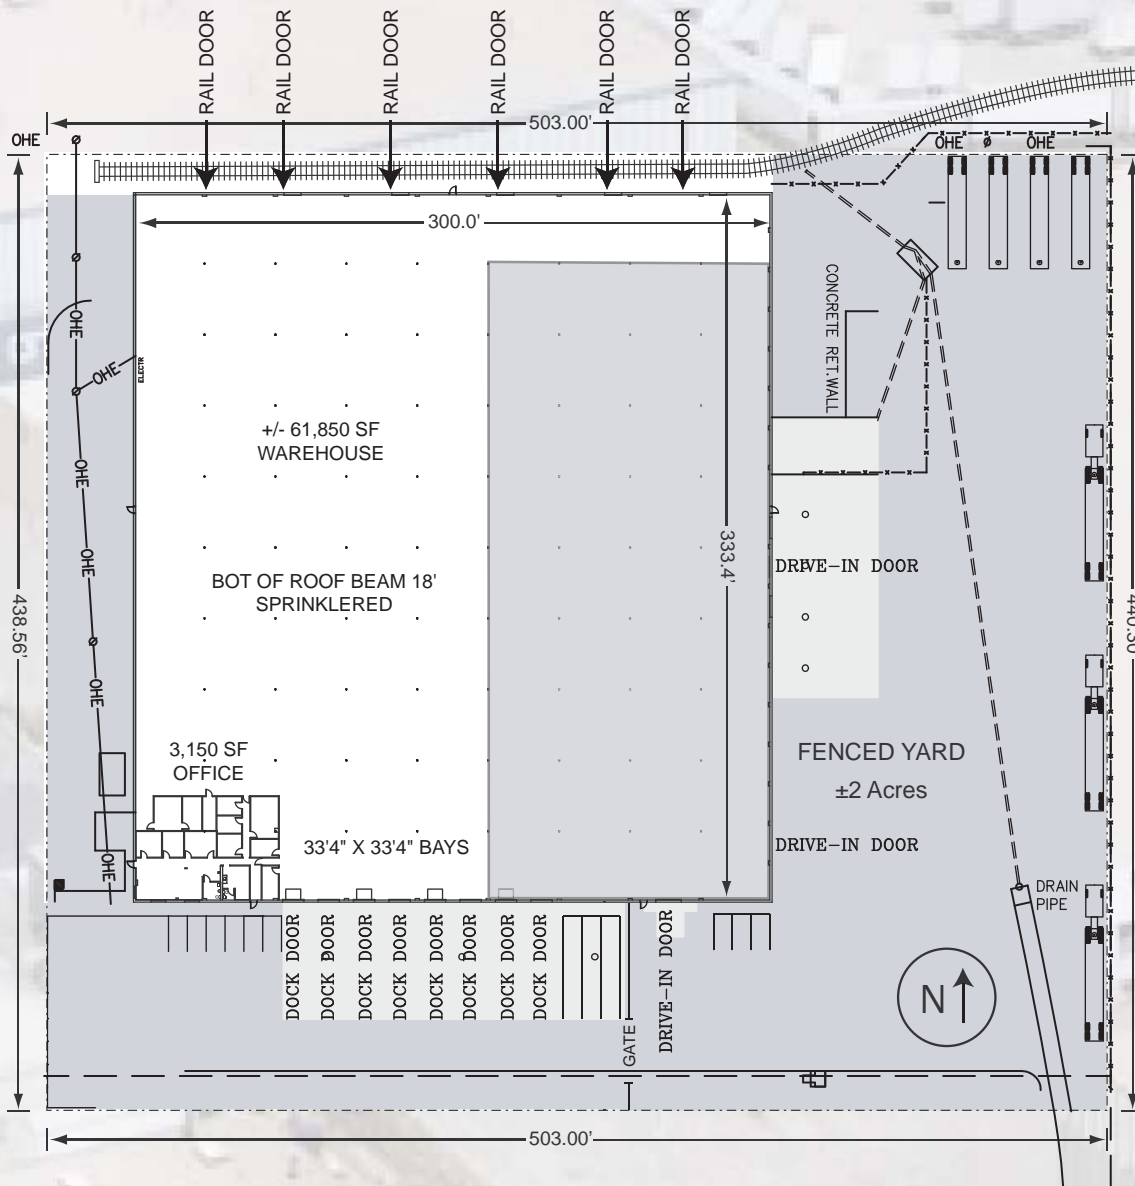 RAIL DOOR
RAIL DOOR
RAIL DOOR
RAIL DOOR
RAIL DOOR
RAIL DOOR
503.00'
OHE
OHE
OHE
300.0'
OHE
CONCRETE RET.WALL
OHE
ELECTR
+/- 61,850 SF
WAREHOUSE
OHE
333.4'
OHE
DRIVE-IN DOOR
BOT OF ROOF BEAM 18'
SPRINKLERED
438.56'
440.30'
OHE
3,150 SF
OFFICE
FENCED YARD
±2 Acres
33'4" X 33'4" BAYS
DRIVE-IN DOOR
OHE
DRAIN
PIPE
DOCK DOOR
DOCK DOOR
DOCK DOOR
DOCK DOOR
DOCK DOOR
DOCK DOOR
DOCK DOOR
DOCK DOOR
DRIVE-IN DOOR
GATE
N
503.00'